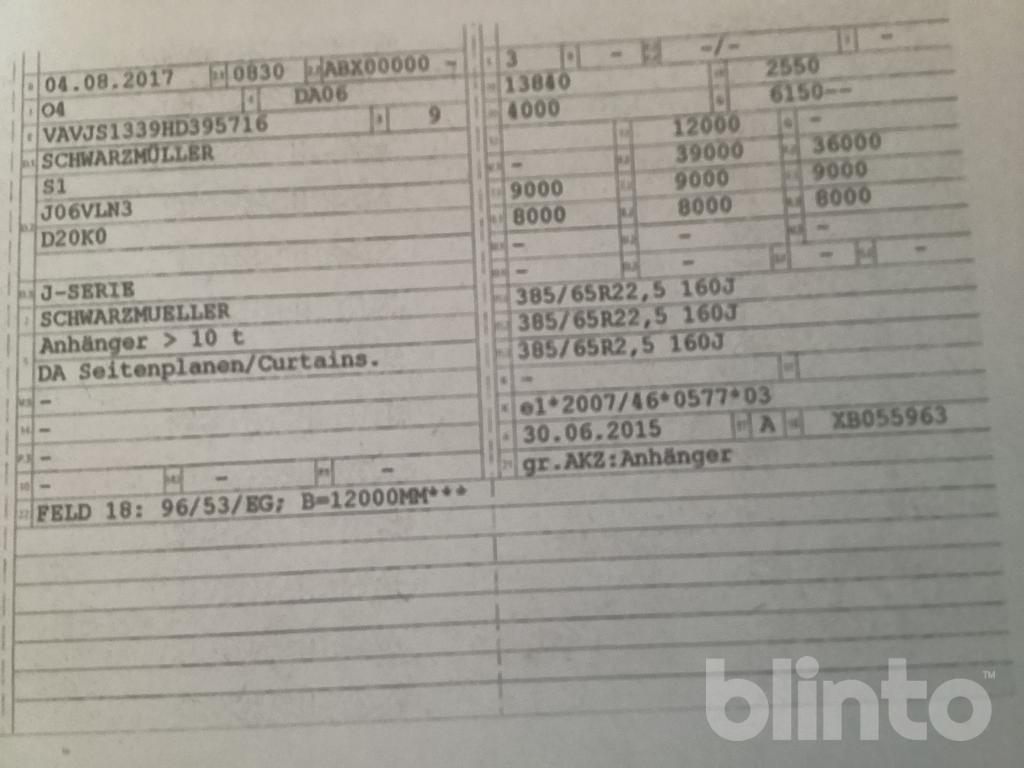 04.08.2017 0830 ABX00000 -
04 DA06
VAVJS1339HD395716 9
SCHWARZMÜLLER
S1
J06VLN3
D20K0
J-SERIE
SCHWARZMUELLER
Anhänger > 10 t
DA Seitenplanen/Curtains.
-
-
-
- - -
FELD 18: 96/53/EG; B=12000MM***
3 - -/- -
13840 2550
4000 6150--
12000 -
- 39000 36000
9000 9000 9000
8000 8000 8000
- - -
- - - -
385/65R22,5 160J
385/65R22,5 160J
385/65R2,5 160J
-
e1*2007/46*0577*03
30.06.2015 A XB055963
gr.AKZ:Anhänger
blinto™